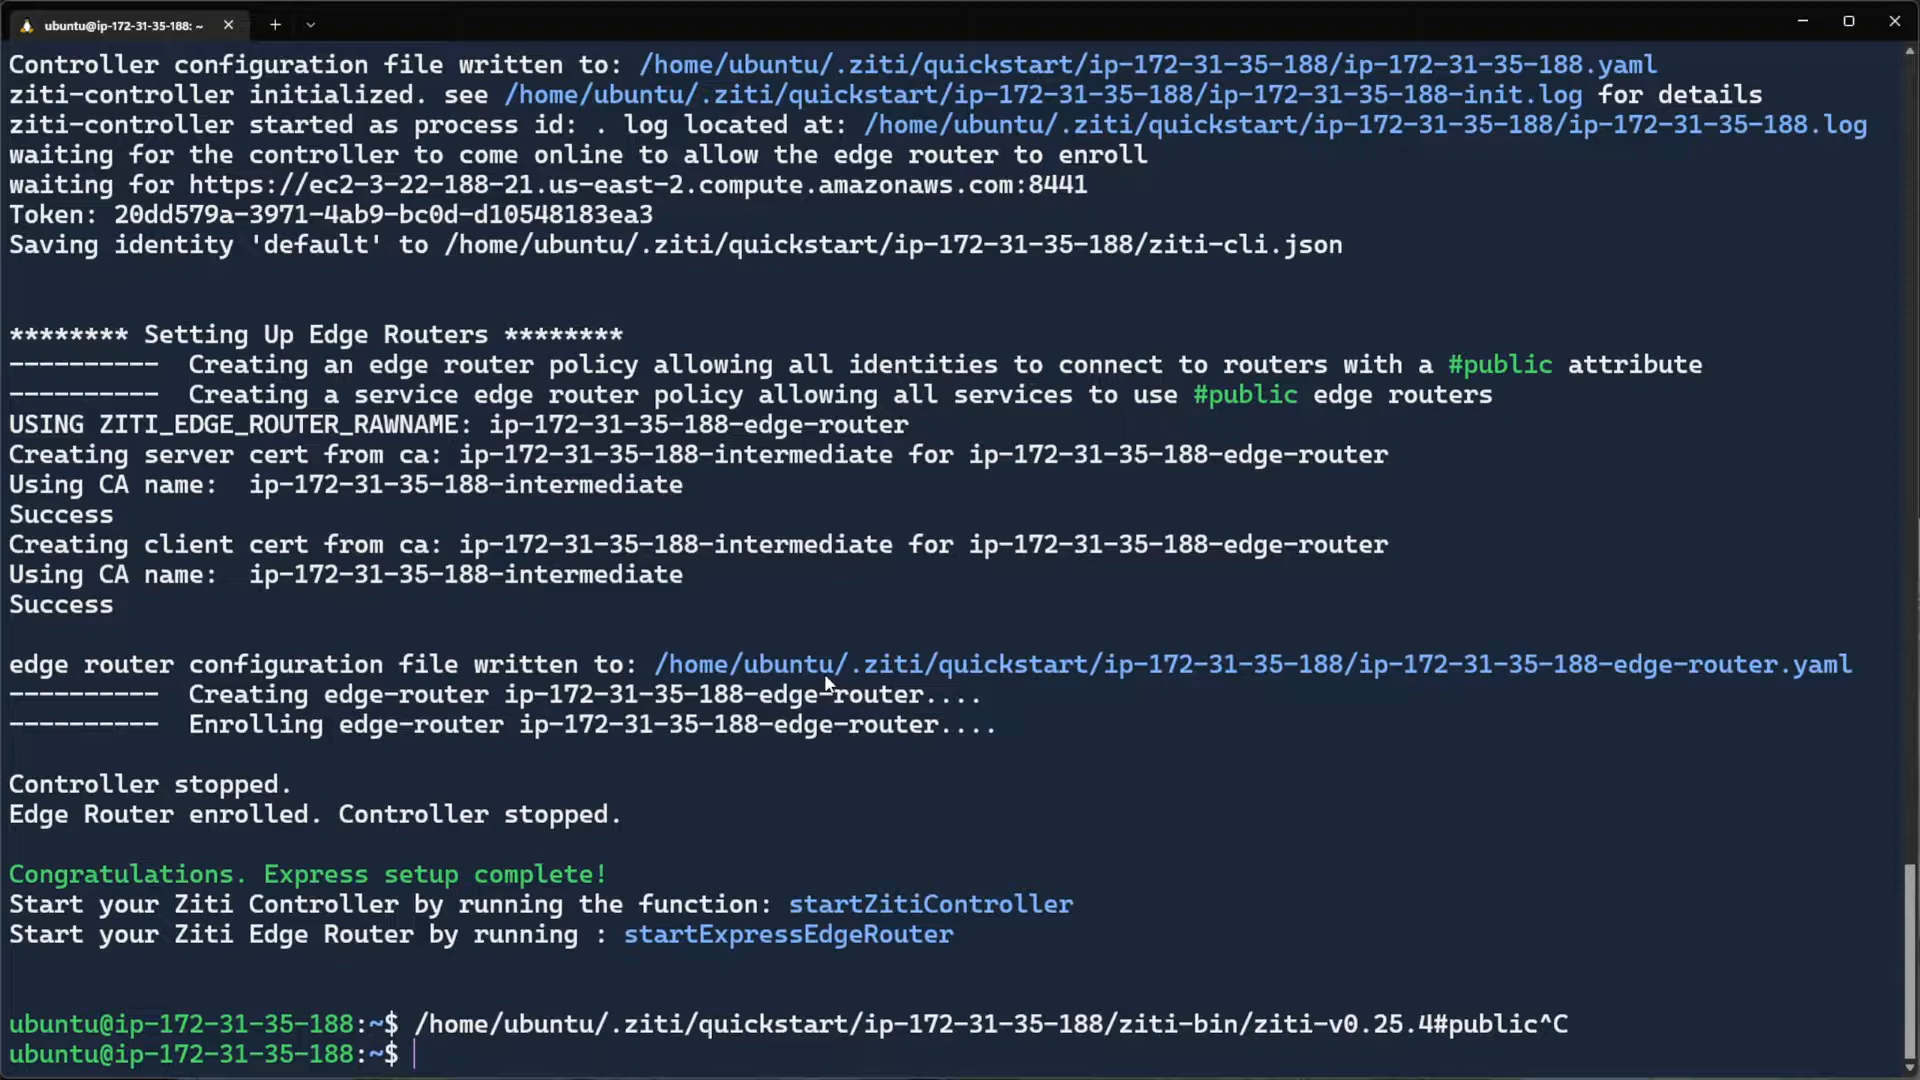 ubuntu@ip-172-31-35-188: ~
Controller configuration file written to: /home/ubuntu/.ziti/quickstart/ip-172-31-35-188/ip-172-31-35-188.yaml
ziti-controller initialized. see /home/ubuntu/.ziti/quickstart/ip-172-31-35-188/ip-172-31-35-188-init.log for details
ziti-controller started as process id: . log located at: /home/ubuntu/.ziti/quickstart/ip-172-31-35-188/ip-172-31-35-188.log
waiting for the controller to come online to allow the edge router to enroll
waiting for https://ec2-3-22-188-21.us-east-2.compute.amazonaws.com:8441
Token: 20dd579a-3971-4ab9-bc0d-d10548183ea3
Saving identity 'default' to /home/ubuntu/.ziti/quickstart/ip-172-31-35-188/ziti-cli.json
******** Setting Up Edge Routers ********
----------  Creating an edge router policy allowing all identities to connect to routers with a #public attribute
----------  Creating a service edge router policy allowing all services to use #public edge routers
USING ZITI_EDGE_ROUTER_RAWNAME: ip-172-31-35-188-edge-router
Creating server cert from ca: ip-172-31-35-188-intermediate for ip-172-31-35-188-edge-router
Using CA name:  ip-172-31-35-188-intermediate
Success
Creating client cert from ca: ip-172-31-35-188-intermediate for ip-172-31-35-188-edge-router
Using CA name:  ip-172-31-35-188-intermediate
Success
edge router configuration file written to: /home/ubuntu/.ziti/quickstart/ip-172-31-35-188/ip-172-31-35-188-edge-router.yaml
----------  Creating edge-router ip-172-31-35-188-edge-router....
----------  Enrolling edge-router ip-172-31-35-188-edge-router....
Controller stopped.
Edge Router enrolled. Controller stopped.
Congratulations. Express setup complete!
Start your Ziti Controller by running the function: startZitiController
Start your Ziti Edge Router by running : startExpressEdgeRouter
ubuntu@ip-172-31-35-188:~$ /home/ubuntu/.ziti/quickstart/ip-172-31-35-188/ziti-bin/ziti-v0.25.4#public^C
ubuntu@ip-172-31-35-188:~$